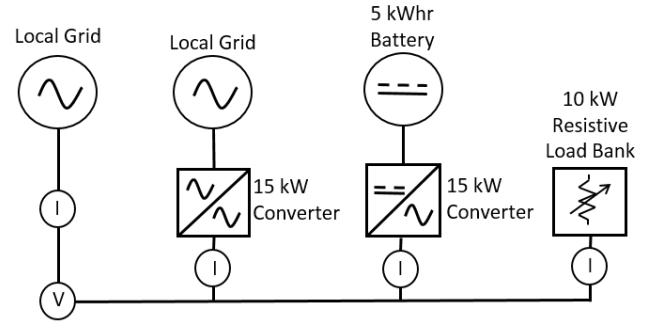 Local Grid
Local Grid
5 kWhr
Battery
10 kW
Resistive
Load Bank
15 kW
Converter
15 kW
Converter
I
I
I
I
V